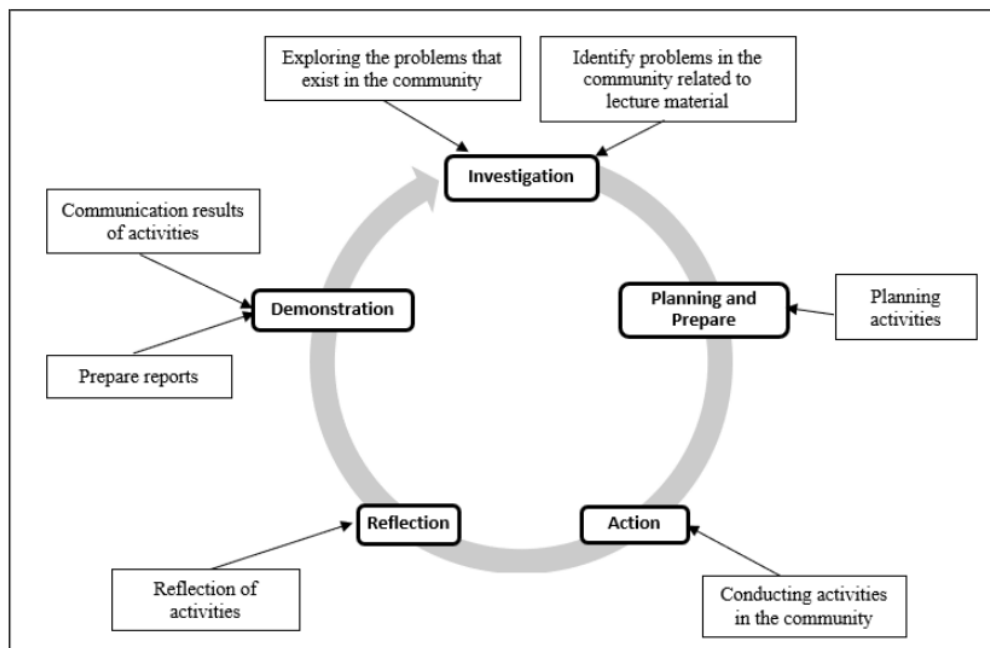 Exploring the problems that
exist in the community
Identify problems in the
community related to
lecture material
Investigation
Communication results
of activities
Demonstration
Prepare reports
Planning and
Prepare
Planning
activities
Reflection
Action
Reflection of
activities
Conducting activities
in the community